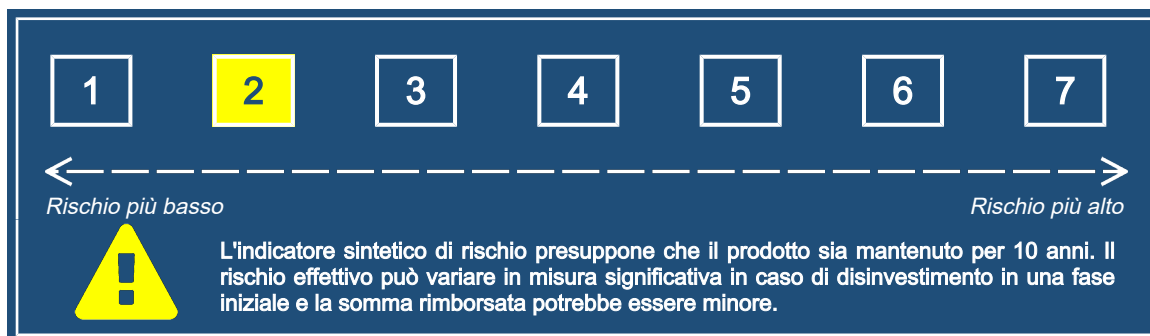 1 2 3 4 5 6 7
Rischio più basso Rischio più alto
L'indicatore sintetico di rischio presuppone che il prodotto sia mantenuto per 10 anni. Il
rischio effettivo può variare in misura significativa in caso di disinvestimento in una fase
iniziale e la somma rimborsata potrebbe essere minore.